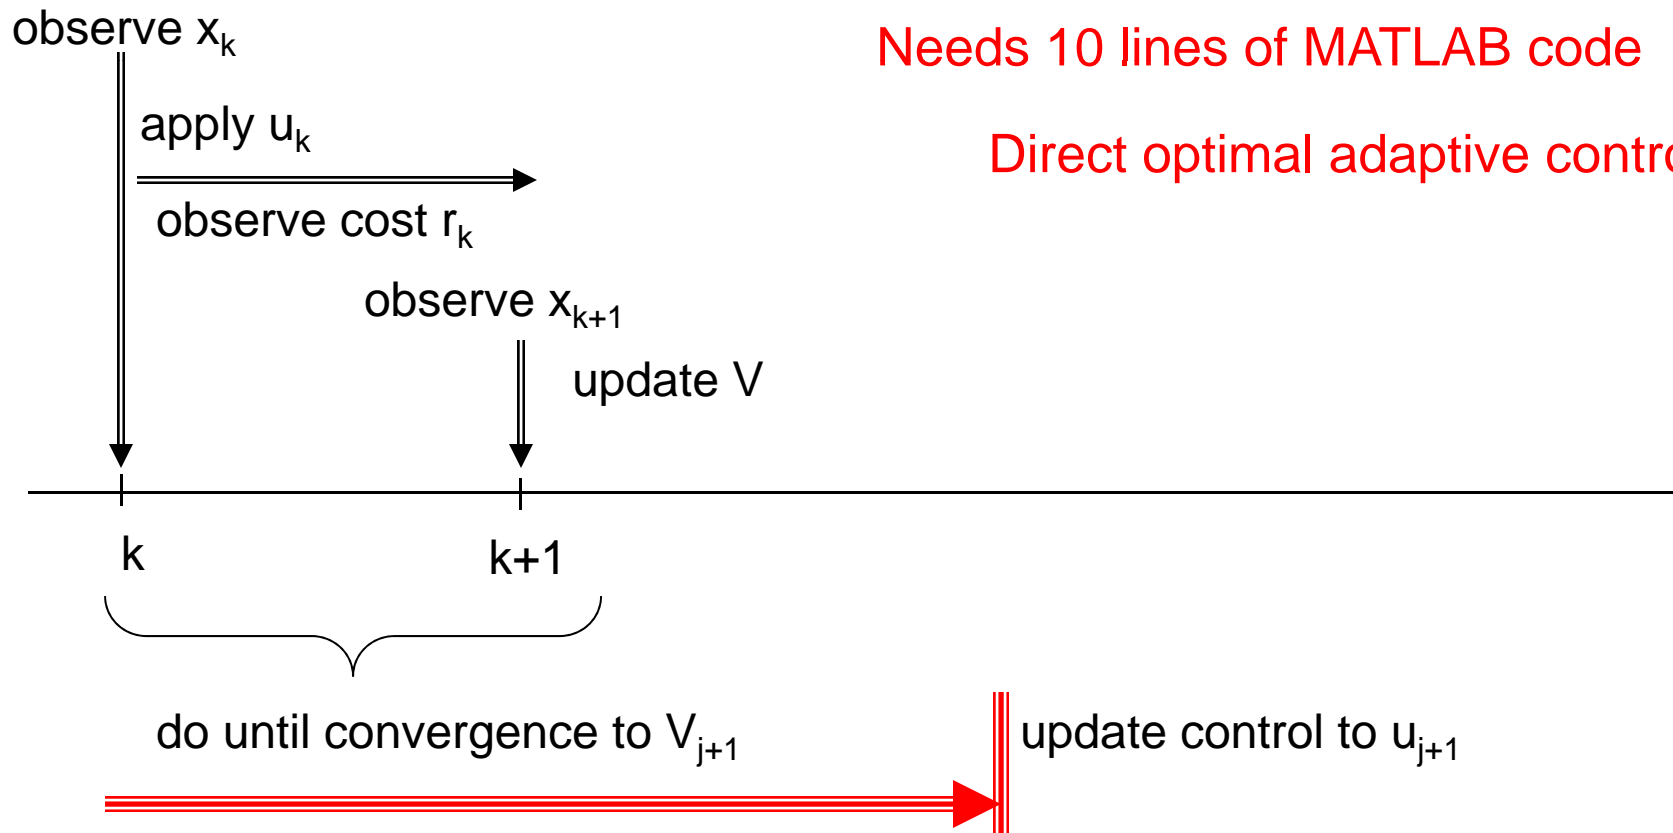 observe xₖ
Needs 10 lines of MATLAB code
apply uₖ
Direct optimal adaptive contro
observe cost rₖ
observe xₖ₊₁
update V
k
k+1
do until convergence to Vⱼ₊₁
update control to uⱼ₊₁